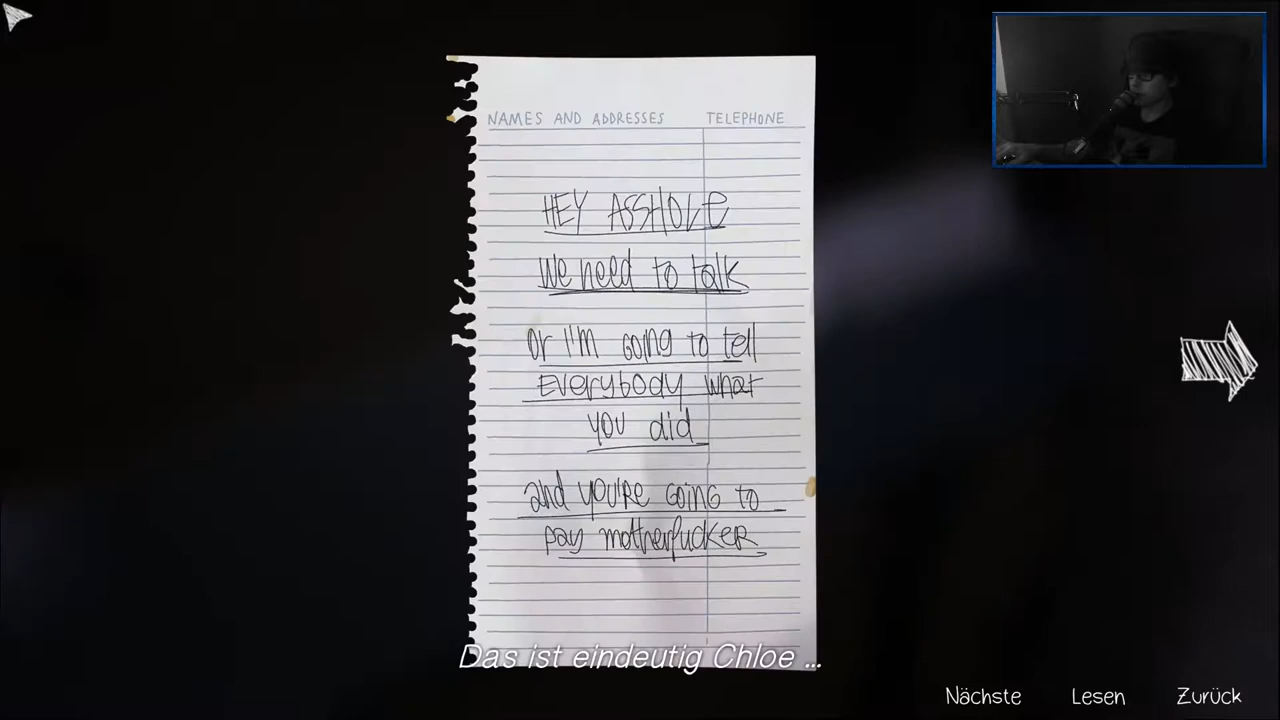 NAMES AND ADDRESSES TELEPHONE
HEY ASSHOLE
We need to talk
Or I'M going to tell
Everybody what
you did
and you're going to
pay motherfucker
Das ist eindeutig Chloe ...
Nächste Lesen Zurück